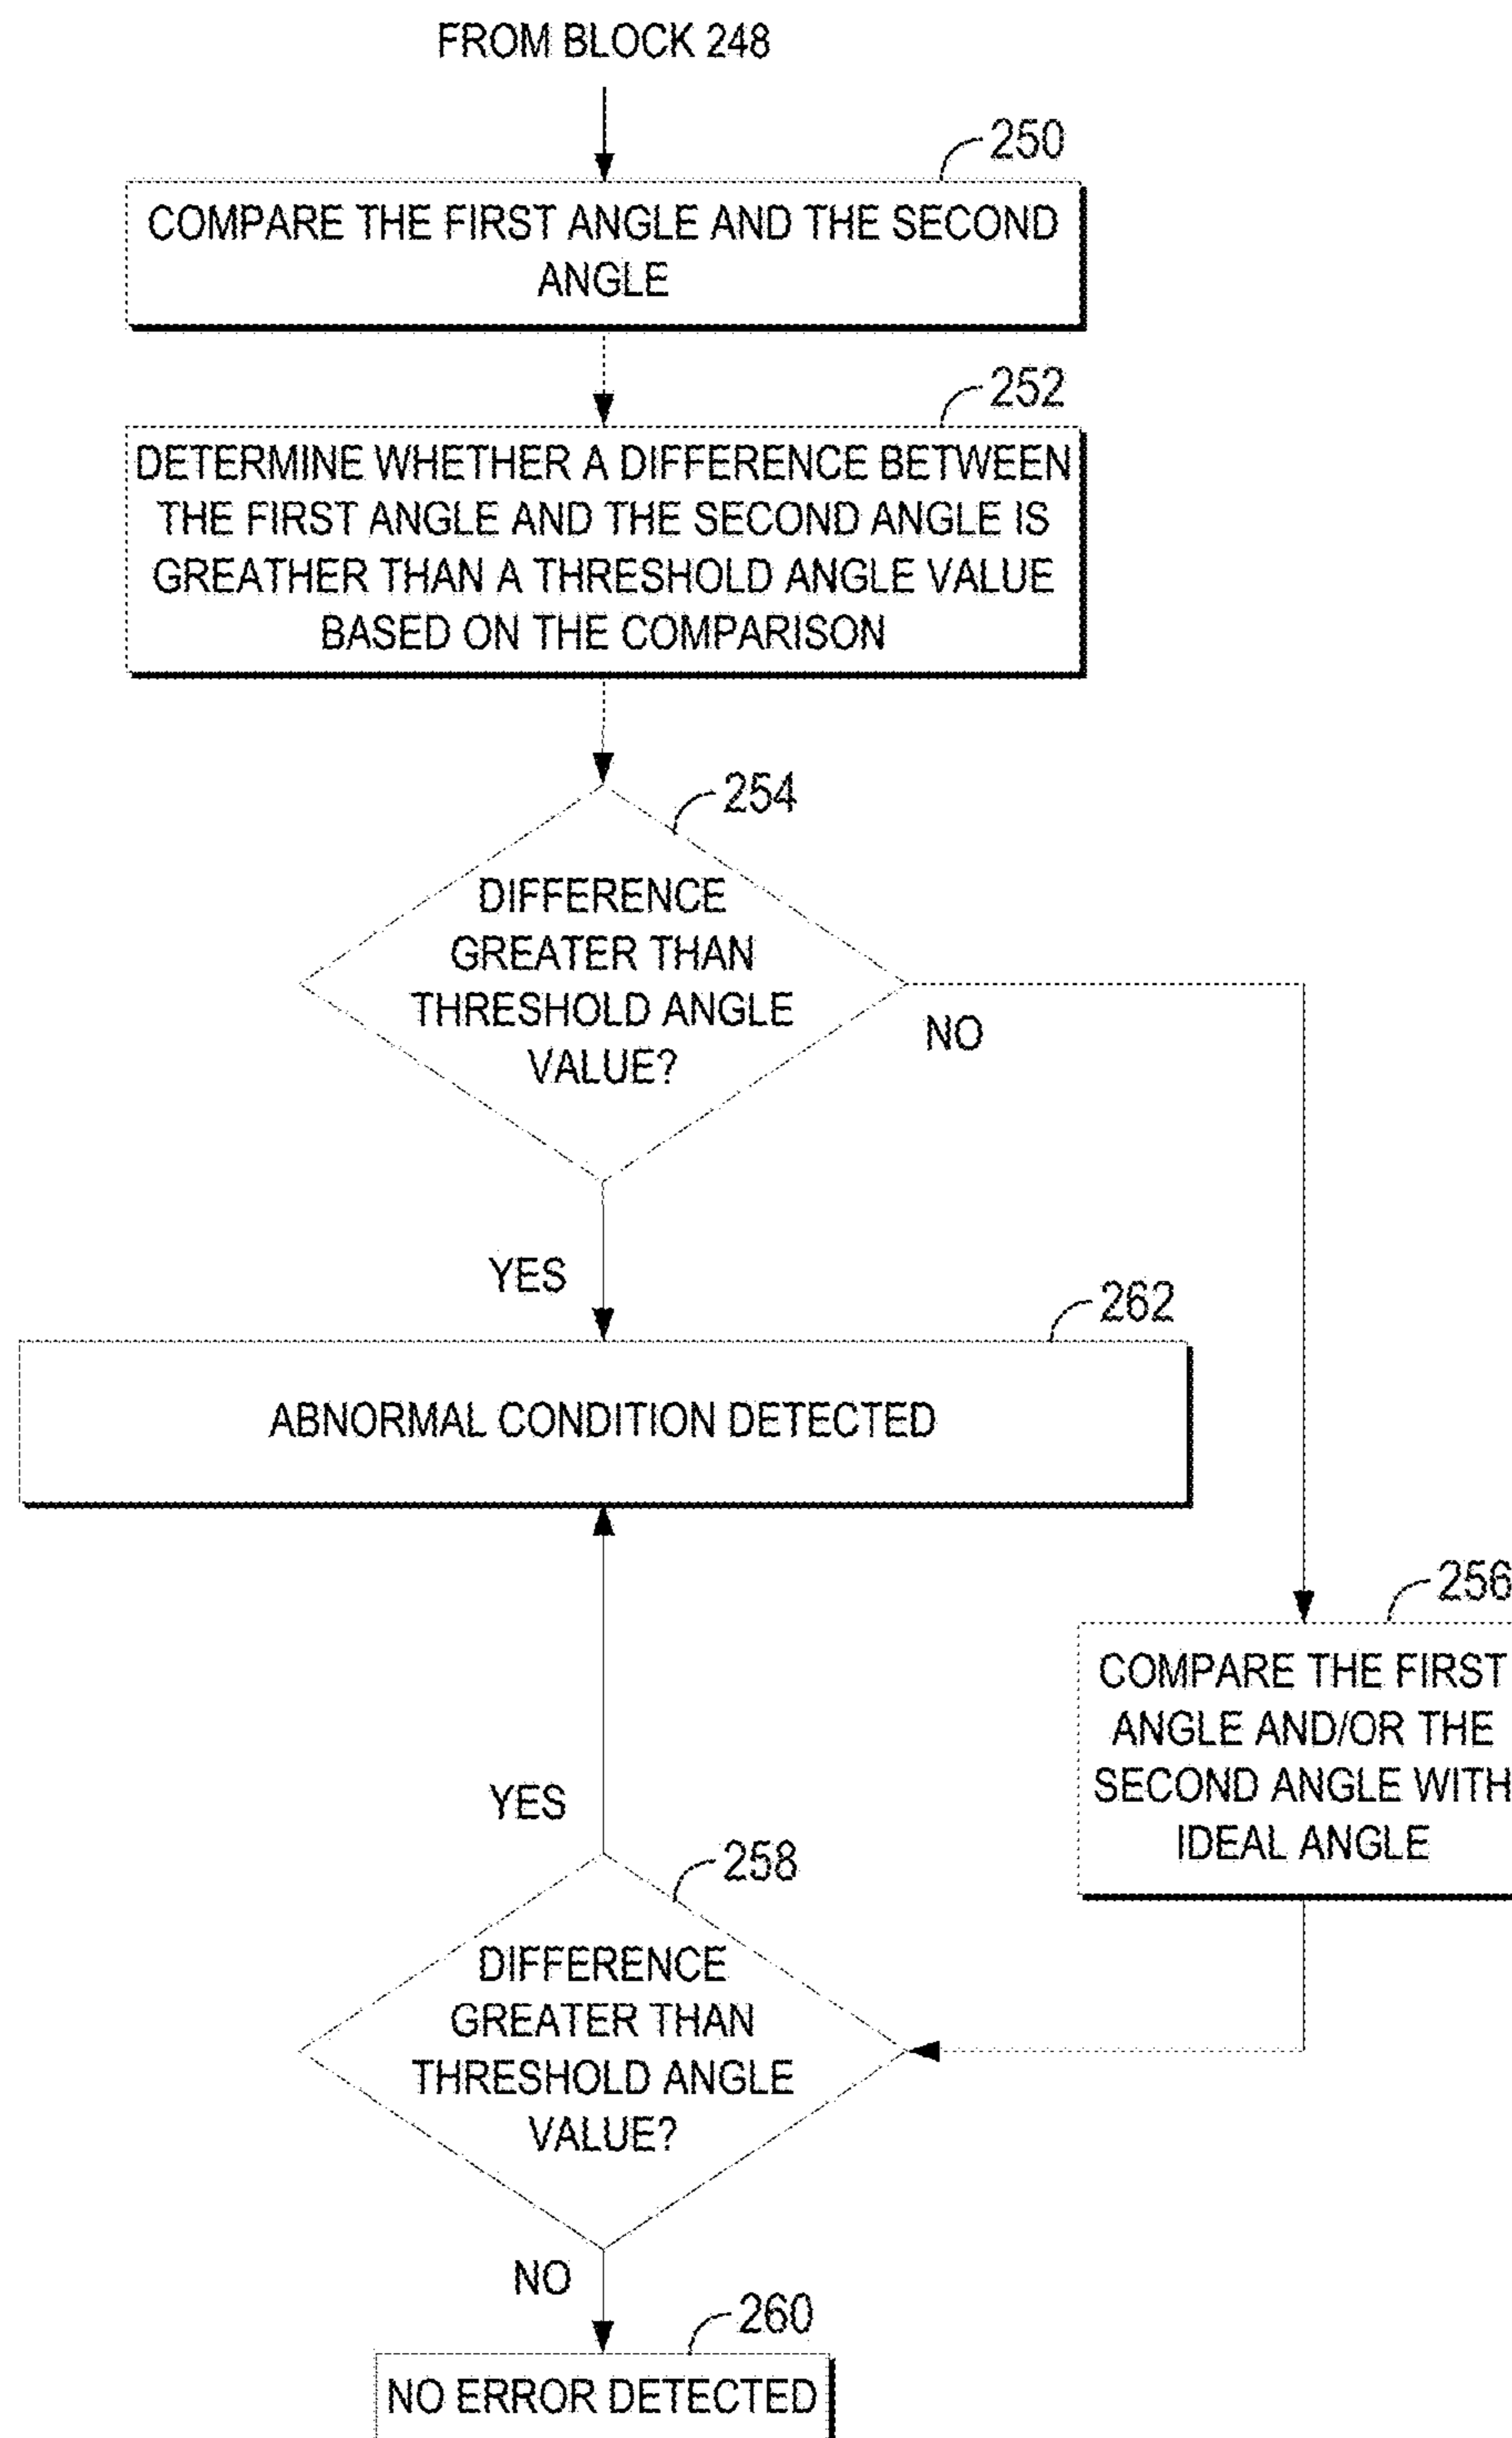 FROM BLOCK 248
250
COMPARE THE FIRST ANGLE AND THE SECOND
ANGLE
252
DETERMINE WHETHER A DIFFERENCE BETWEEN
THE FIRST ANGLE AND THE SECOND ANGLE IS
GREATHER THAN A THRESHOLD ANGLE VALUE
BASED ON THE COMPARISON
254
DIFFERENCE
GREATER THAN
THRESHOLD ANGLE
VALUE?
NO
YES
262
ABNORMAL CONDITION DETECTED
256
COMPARE THE FIRST
ANGLE AND/OR THE
SECOND ANGLE WITH
IDEAL ANGLE
YES
258
DIFFERENCE
GREATER THAN
THRESHOLD ANGLE
VALUE?
NO
260
NO ERROR DETECTED